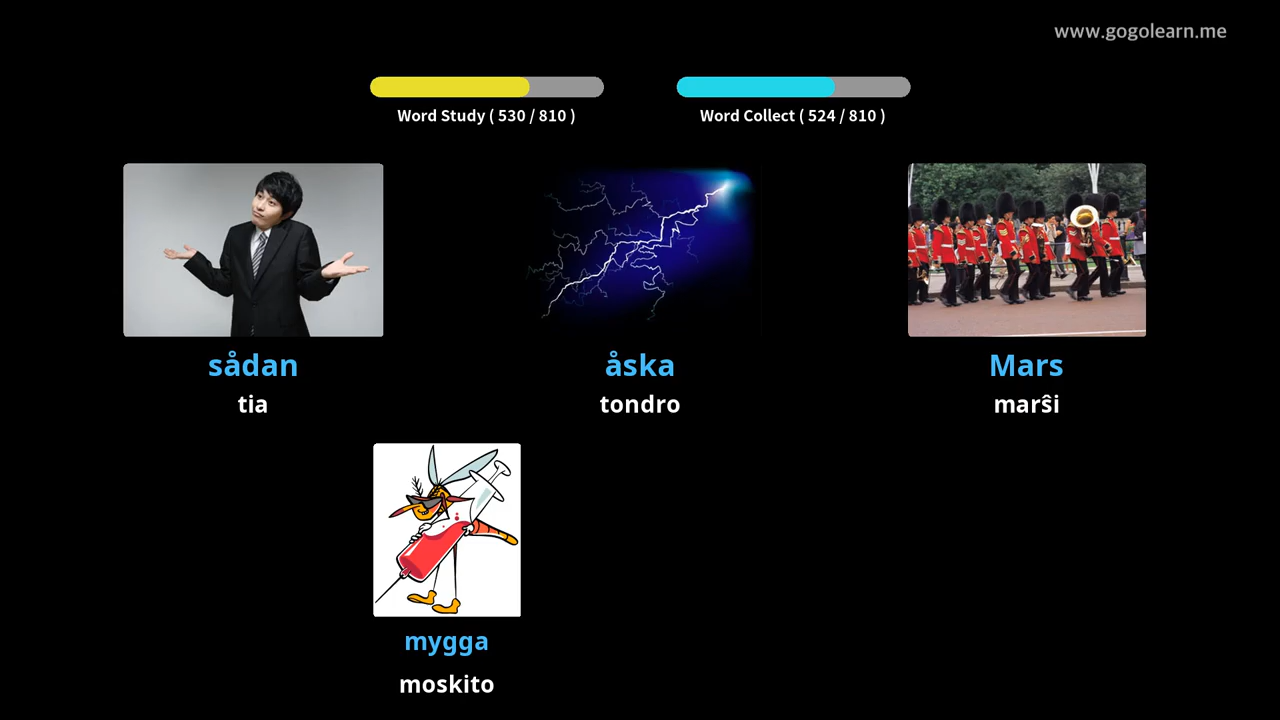 www.gogolearn.me
Word Study ( 530 / 810 )
Word Collect ( 524 / 810 )
sådan
åska
Mars
tia
tondro
marŝi
mygga
moskito